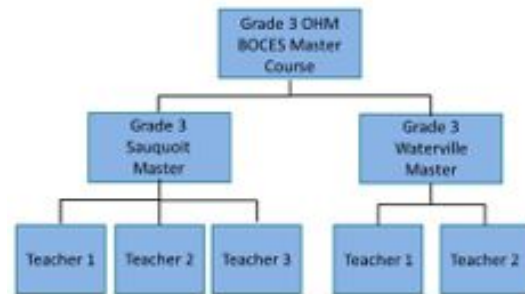 Grade 3 OHM
BOCES Master
Course
Grade 3
Sauquoit
Master
Grade 3
Waterville
Master
Teacher 1
Teacher 2
Teacher 3
Teacher 1
Teacher 2